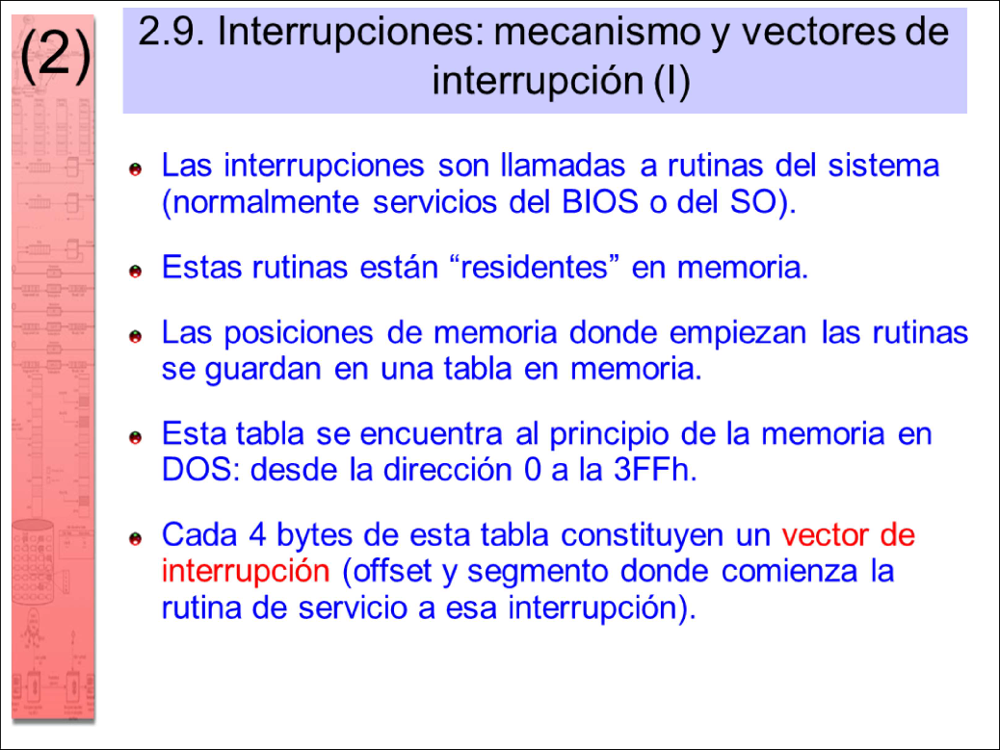 (2)
2.9. Interrupciones: mecanismo y vectores de
interrupción (I)
Las interrupciones son llamadas a rutinas del sistema
(normalmente servicios del BIOS o del SO).
Estas rutinas están “residentes” en memoria.
Las posiciones de memoria donde empiezan las rutinas
se guardan en una tabla en memoria.
Esta tabla se encuentra al principio de la memoria en
DOS: desde la dirección 0 a la 3FFh.
Cada 4 bytes de esta tabla constituyen un vector de
interrupción (offset y segmento donde comienza la
rutina de servicio a esa interrupción).